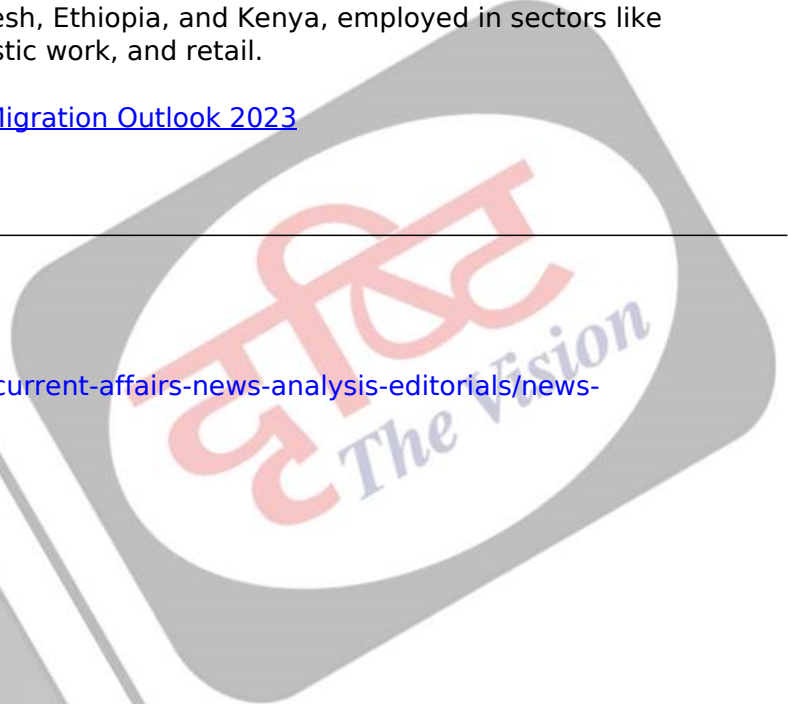 esh, Ethiopia, and Kenya, employed in sectors like
stic work, and retail.
Migration Outlook 2023
दृष्टि
The Vision
current-affairs-news-analysis-editorials/news-